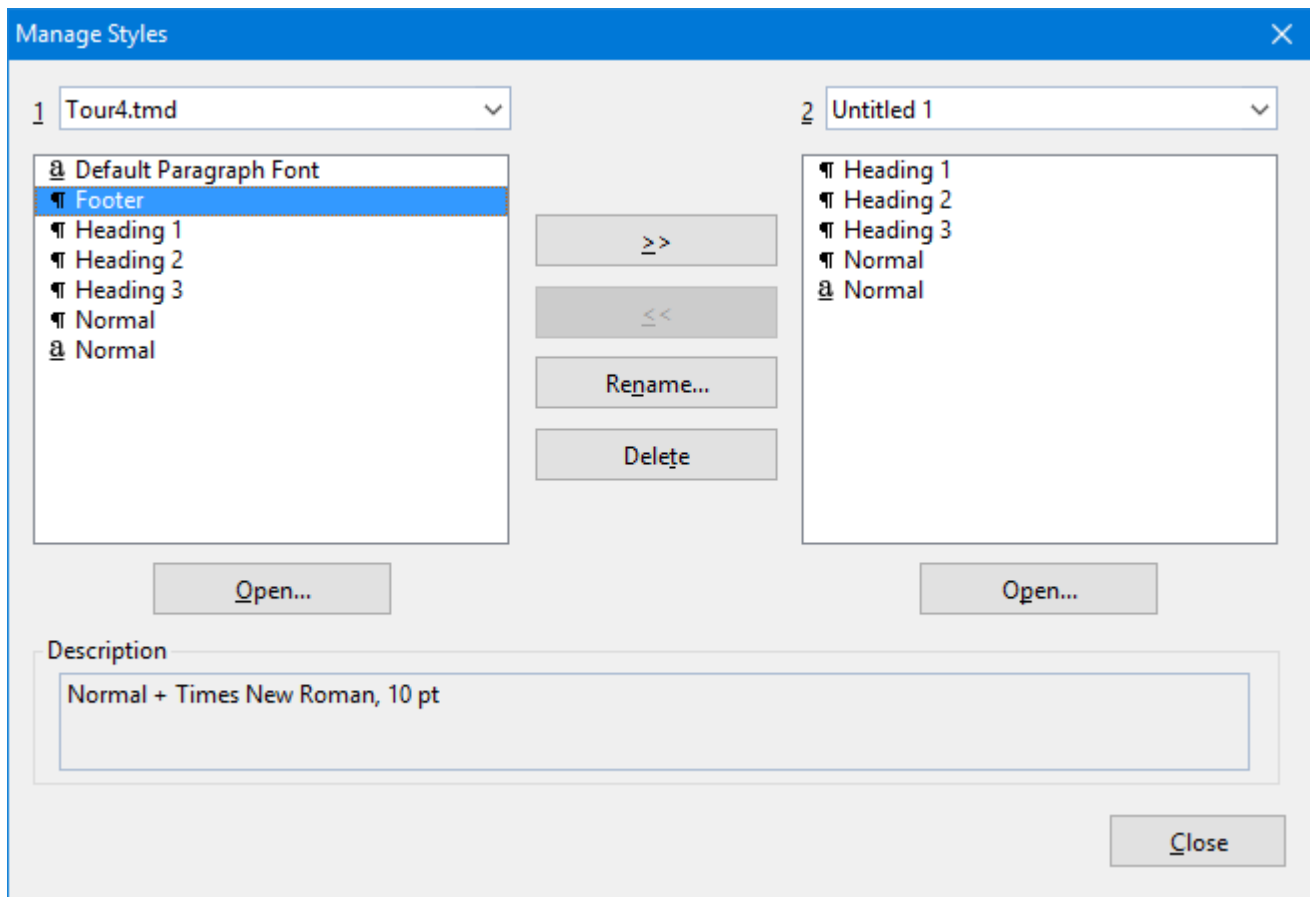 Manage Styles
1 Tour4.tmd
2 Untitled 1
a Default Paragraph Font
¶ Footer
¶ Heading 1
¶ Heading 2
¶ Heading 3
¶ Normal
a Normal
>>
<<
Rename...
Delete
¶ Heading 1
¶ Heading 2
¶ Heading 3
¶ Normal
a Normal
Open...
Open...
Description
Normal + Times New Roman, 10 pt
Close